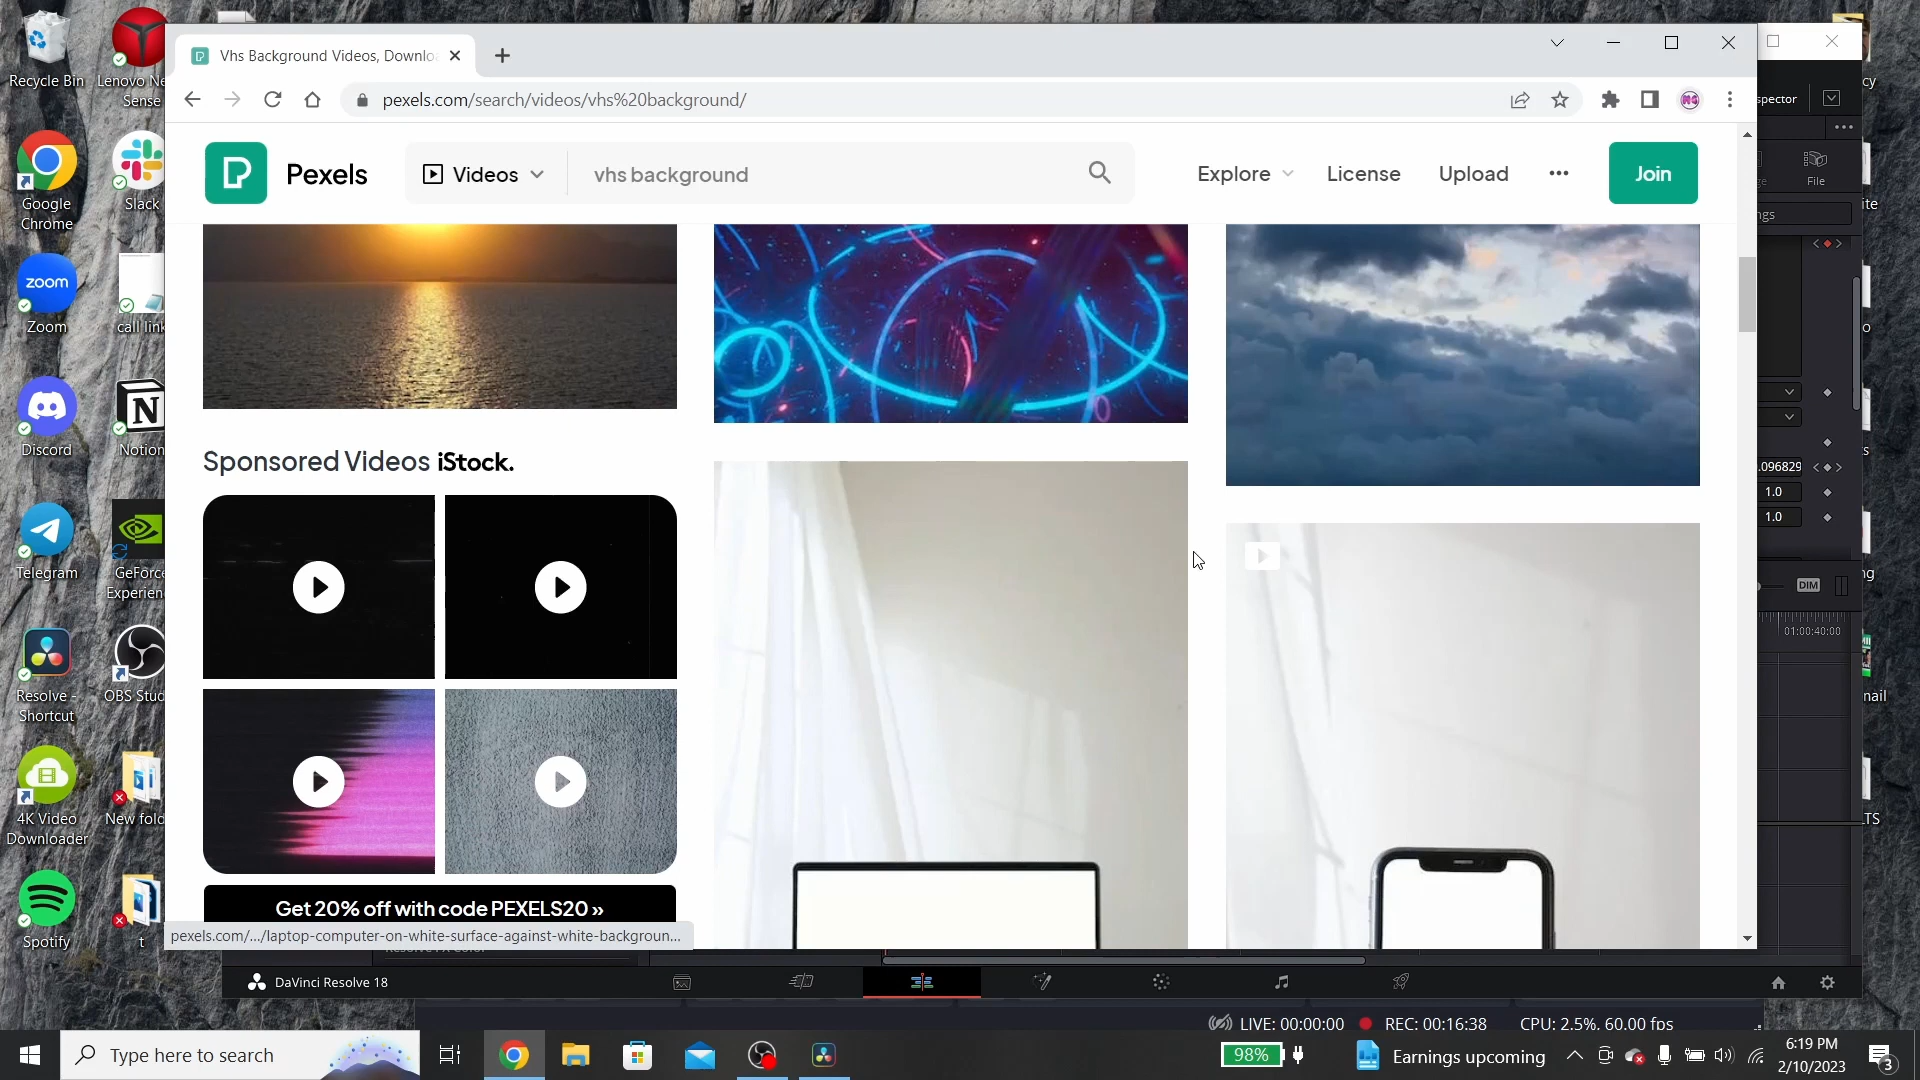 Vhs Background Videos, Downlo
pexels.com/search/videos/vhs%20background/
Pexels
Videos
vhs background
Explore
License
Upload
Join
Sponsored Videos iStock.
Get 20% off with code PEXELS20 »
pexels.com/.../laptop-computer-on-white-surface-against-white-backgroun...
Recycle Bin
Lenovo Ne
Sense
Google
Chrome
Slack
Zoom
zoom
call link
Discord
Notion
Telegram
GeForce
Experien
Resolve -
Shortcut
OBS Stud
4K Video
Downloader
New fold
Spotify
t
spector
File
ngs
.096829
1.0
1.0
DIM
01:00:40:00
DaVinci Resolve 18
LIVE: 00:00:00
REC: 00:16:38
CPU: 2.5%, 60.00 fps
Type here to search
98%
Earnings upcoming
6:19 PM
2/10/2023
3